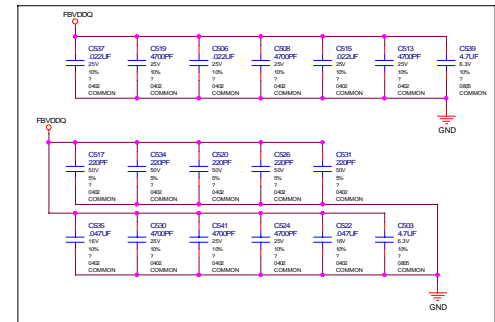 FBVDDQ
C537
.022UF
25V
10%
?
0402
COMMON
C519
4700PF
25V
10%
?
0402
COMMON
C506
.022UF
25V
10%
?
0402
COMMON
C508
4700PF
25V
10%
?
0402
COMMON
C515
.022UF
25V
10%
?
0402
COMMON
C513
4700PF
25V
10%
?
0402
COMMON
C539
4.7UF
6.3V
10%
?
0805
COMMON
GND
FBVDDQ
C517
220PF
50V
5%
?
0402
COMMON
C534
220PF
50V
5%
?
0402
COMMON
C520
220PF
50V
5%
?
0402
COMMON
C526
220PF
50V
5%
?
0402
COMMON
C531
220PF
50V
5%
?
0402
COMMON
C535
.047UF
16V
10%
?
0402
COMMON
C530
4700PF
25V
10%
?
0402
COMMON
C541
4700PF
25V
10%
?
0402
COMMON
C524
4700PF
25V
10%
?
0402
COMMON
C522
.047UF
16V
10%
?
0402
COMMON
C503
4.7UF
6.3V
10%
?
0805
COMMON
GND